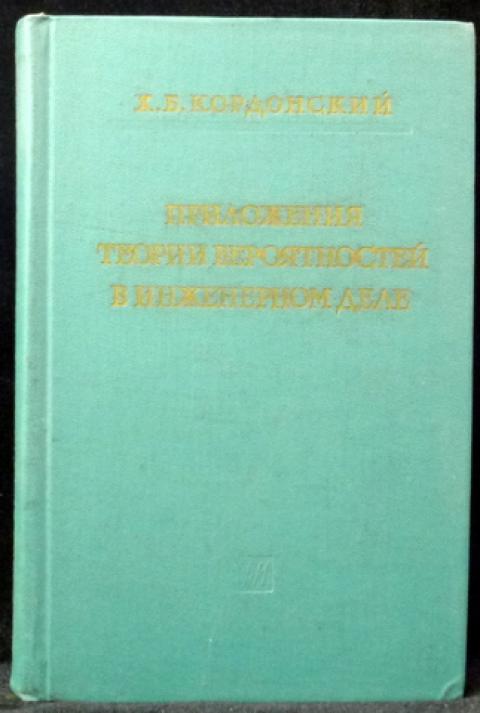 Х.Б.КОРДОНСКИЙ
ПРИЛОЖЕНИЯ
ТЕОРИИ ВЕРОЯТНОСТЕЙ
В ИНЖЕНЕРНОМ ДЕЛЕ